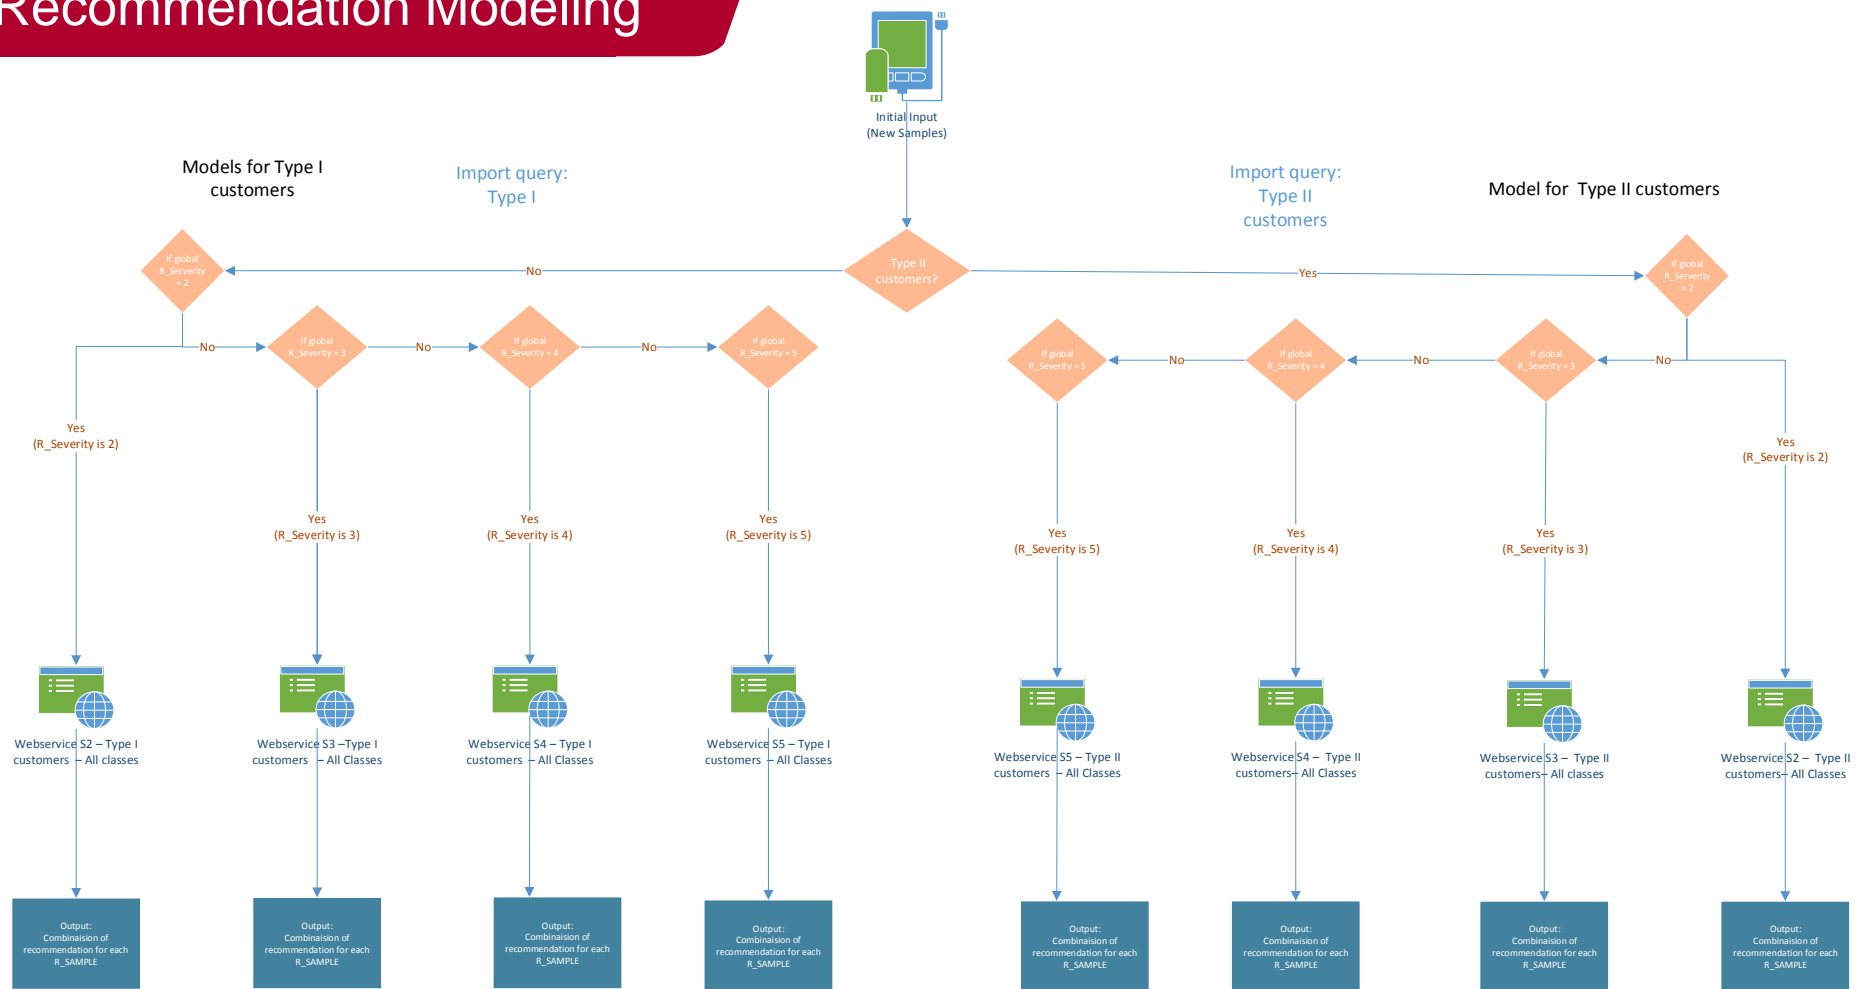 Recommendation Modeling
Initial Input
(New Samples)
Models for Type I
customers
Import query:
Type I
Import query:
Type II
customers
Model for  Type II customers
If global
R_Serverity
= 2
No
Type II
customers?
Yes
If global
R_Serverity
= 2
No
If global
R_Severity = 3
No
If global
R_Severity = 4
No
If global
R_Severity = 5
If global
R_Severity = 5
No
If global
R_Severity = 4
No
If global
R_Severity = 3
No
Yes
(R_Severity is 2)
Yes
(R_Severity is 2)
Yes
(R_Severity is 3)
Yes
(R_Severity is 4)
Yes
(R_Severity is 5)
Yes
(R_Severity is 5)
Yes
(R_Severity is 4)
Yes
(R_Severity is 3)
Webservice S2 – Type I
customers  – All classes
Webservice S3 –Type I
customers  – All Classes
Webservice S4 – Type I
customers  – All Classes
Webservice S5 – Type I
customers  – All Classes
Webservice S5 – Type II
customers – All Classes
Webservice S4 –  Type II
customers– All Classes
Webservice S3 –  Type II
customers– All classes
Webservice S2 –  Type II
customers– All Classes
Output:
Combinaision of
recommendation for each
R_SAMPLE
Output:
Combinaision of
recommendation for each
R_SAMPLE
Output:
Combinaision of
recommendation for each
R_SAMPLE
Output:
Combinaision of
recommendation for each
R_SAMPLE
Output:
Combinaision of
recommendation for each
R_SAMPLE
Output:
Combinaision of
recommendation for each
R_SAMPLE
Output:
Combinaision of
recommendation for each
R_SAMPLE
Output:
Combinaision of
recommendation for each
R_SAMPLE